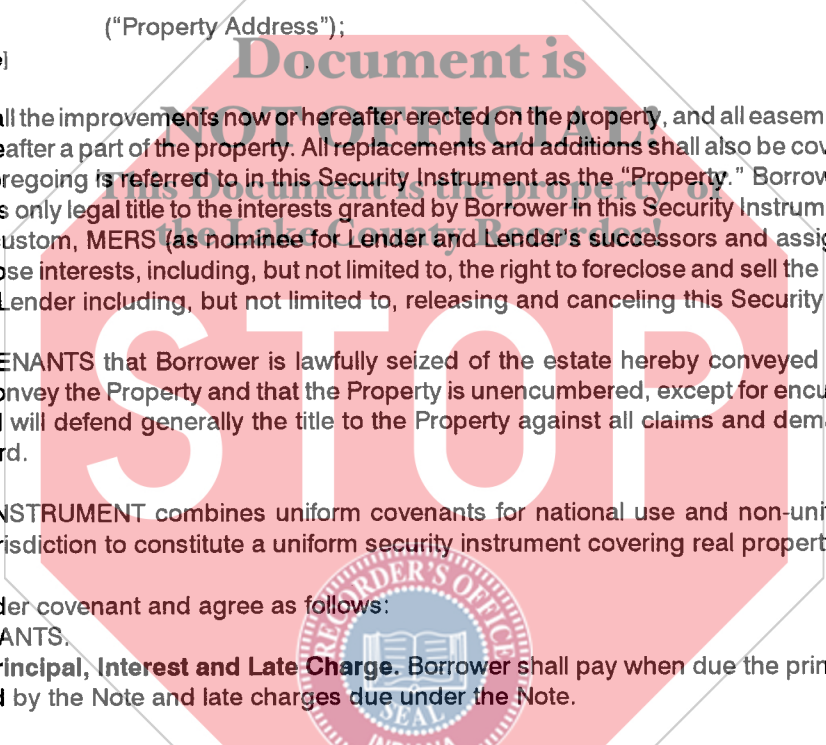 ("Property Address");
e]
Document is
all the improvements now or hereafter erected on the property, and all easem
NOT OFFICIAL!
eafter a part of the property. All replacements and additions shall also be cov
regoing is referred to in this Security Instrument as the "Property." Borrow
This Document is the property of
s only legal title to the interests granted by Borrower in this Security Instrum
the Lake County Recorder!
ustom, MERS (as nominee for Lender and Lender's successors and assig
ose interests, including, but not limited to, the right to foreclose and sell the
Lender including, but not limited to, releasing and canceling this Security
STOP
ENANTS that Borrower is lawfully seized of the estate hereby conveyed
onvey the Property and that the Property is unencumbered, except for encu
will defend generally the title to the Property against all claims and dem
rd.
NSTRUMENT combines uniform covenants for national use and non-uni
risdiction to constitute a uniform security instrument covering real propert
der covenant and agree as follows:
ANTS.
rincipal, Interest and Late Charge. Borrower shall pay when due the prin
d by the Note and late charges due under the Note.
RECORDER'S OFFICE
SEAL
INDIANA